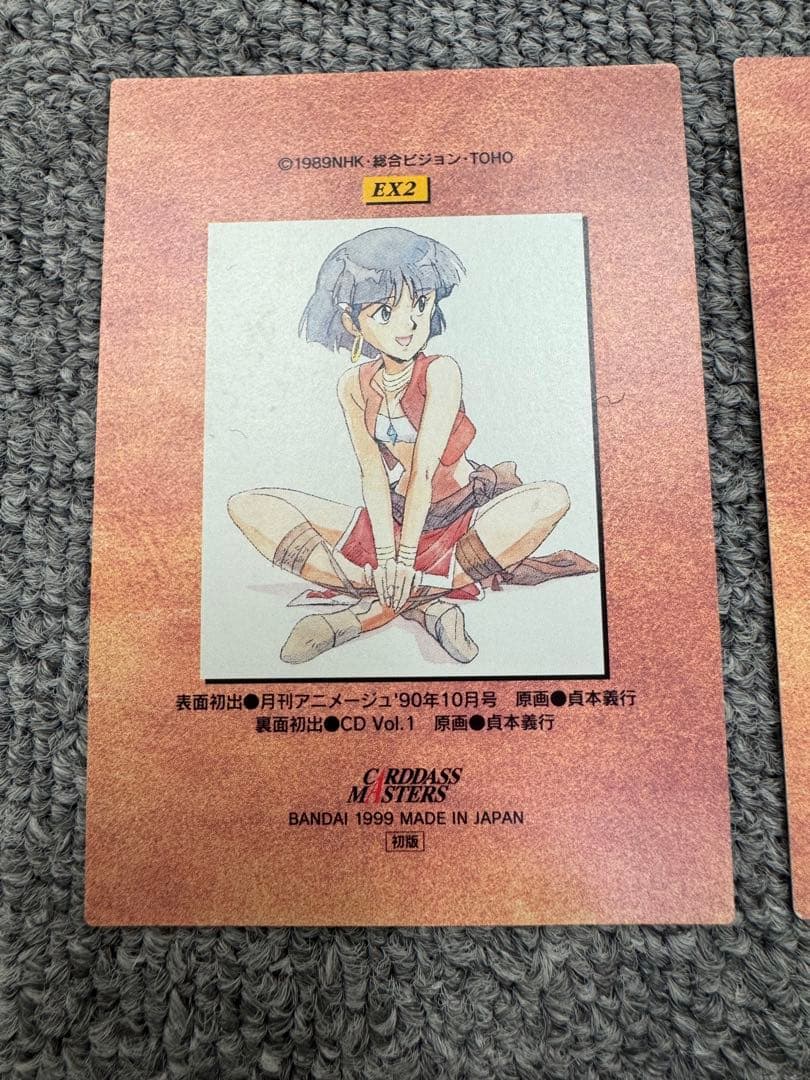 ©1989NHK・総合ビジョン・TOHO
EX2
表面初出●月刊アニメージュ'90年10月号　原画●貞本義行
裏面初出●CD Vol.1　原画●貞本義行
CARDDASS
MASTERS
BANDAI 1999 MADE IN JAPAN
初版